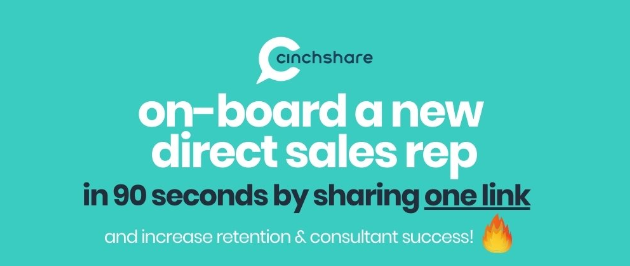 cinchshare
on-board a new
direct sales rep
in 90 seconds by sharing one link
and increase retention & consultant success!